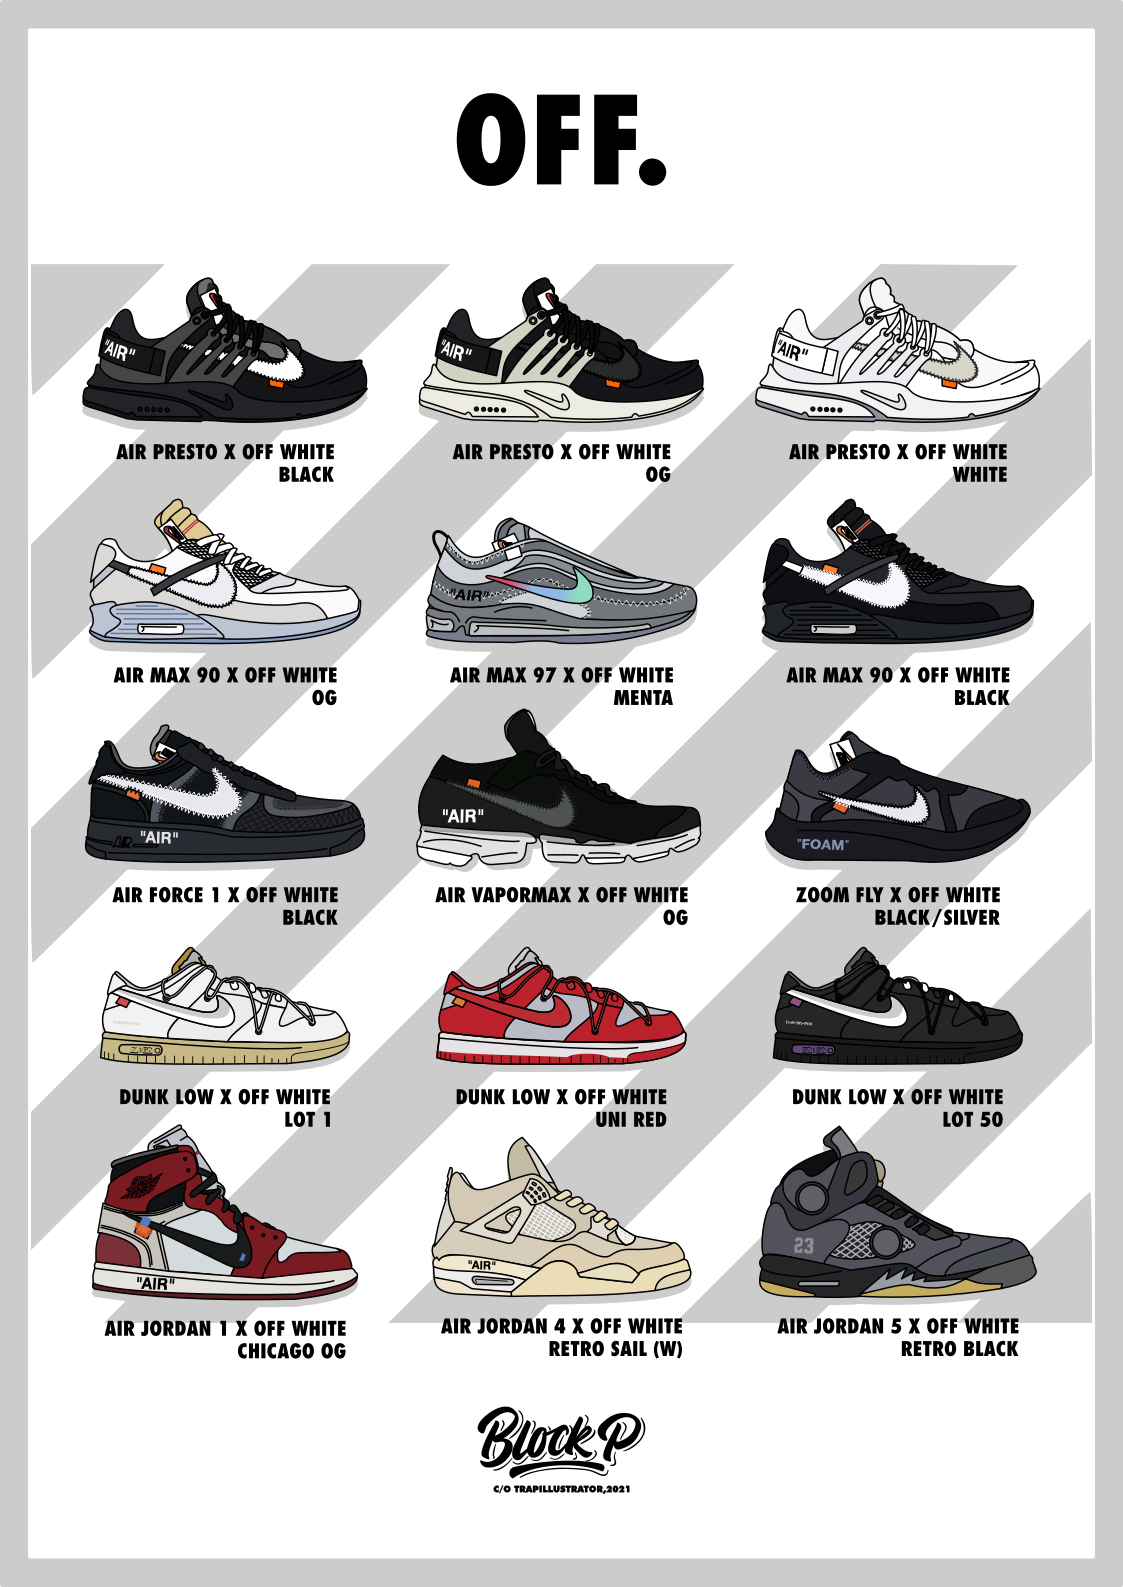 OFF.
"AIR"
"AIR"
"AIR"
AIR PRESTO X OFF WHITE
BLACK
AIR PRESTO X OFF WHITE
OG
AIR PRESTO X OFF WHITE
WHITE
"AIR"
AIR MAX 90 X OFF WHITE
OG
AIR MAX 97 X OFF WHITE
MENTA
AIR MAX 90 X OFF WHITE
BLACK
AIR "AIR"
"AIR"
"FOAM"
AIR FORCE 1 X OFF WHITE
BLACK
AIR VAPORMAX X OFF WHITE
OG
ZOOM FLY X OFF WHITE
BLACK/SILVER
DUNK LOW X OFF WHITE
LOT 1
DUNK LOW X OFF WHITE
UNI RED
DUNK LOW X OFF WHITE
LOT 50
"AIR"
"AIR"
23
AIR JORDAN 1 X OFF WHITE
CHICAGO OG
AIR JORDAN 4 X OFF WHITE
RETRO SAIL (W)
AIR JORDAN 5 X OFF WHITE
RETRO BLACK
Block P
C/O TRAPILLUSTRATOR,2021